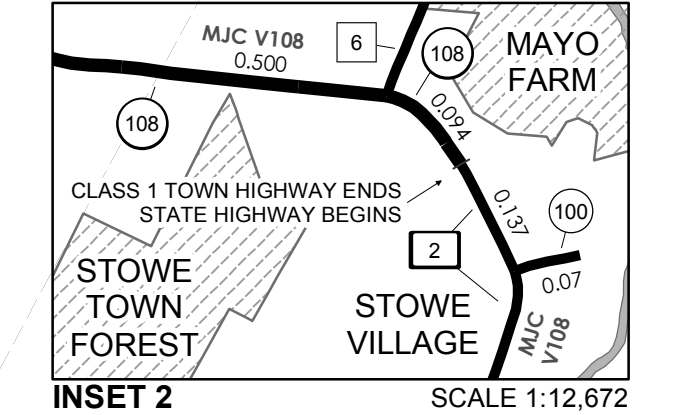 MJC V108
0.500
6
108
MAYO
FARM
0.094
108
CLASS 1 TOWN HIGHWAY ENDS
STATE HIGHWAY BEGINS
0.137
100
2
0.07
STOWE
TOWN
FOREST
STOWE
VILLAGE
MJC
V108
INSET 2
SCALE 1:12,672